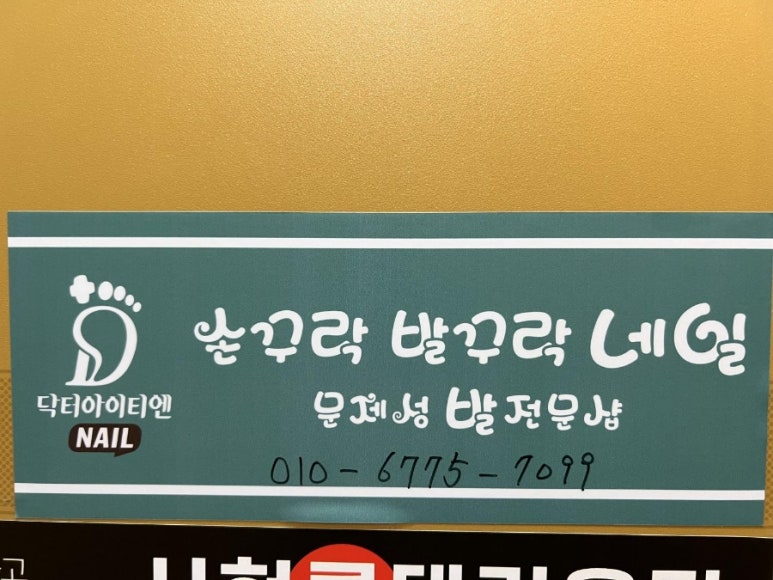 손꾸락 발꾸락 네일
문제성 발 전문샵
닥터아이티엔
NAIL
010-6775-7099